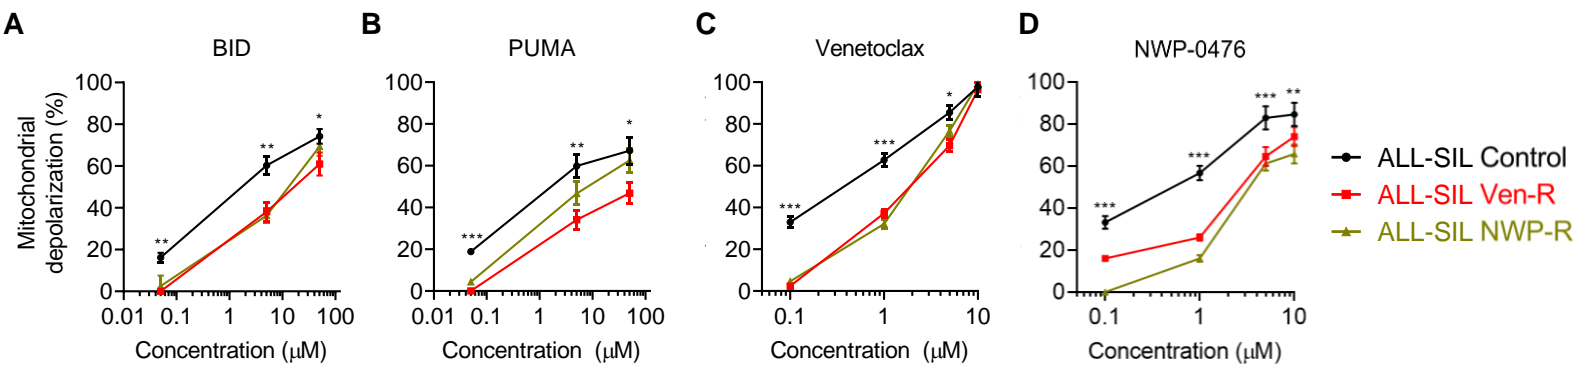 A
BID
B
PUMA
C
Venetoclax
D
NWP-0476
Mitochondrial
depolarization (%)
100
80
60
40
20
0
** ** *
0.01 0.1 1 10 100
Concentration (μM)
100
80
60
40
20
0
*** ** *
0.01 0.1 1 10 100
Concentration (μM)
100
80
60
40
20
0
*** *** *
0.1 1 10
Concentration (μM)
100
80
60
40
20
0
*** *** *** **
0.1 1 10
Concentration (μM)
ALL-SIL Control
ALL-SIL Ven-R
ALL-SIL NWP-R